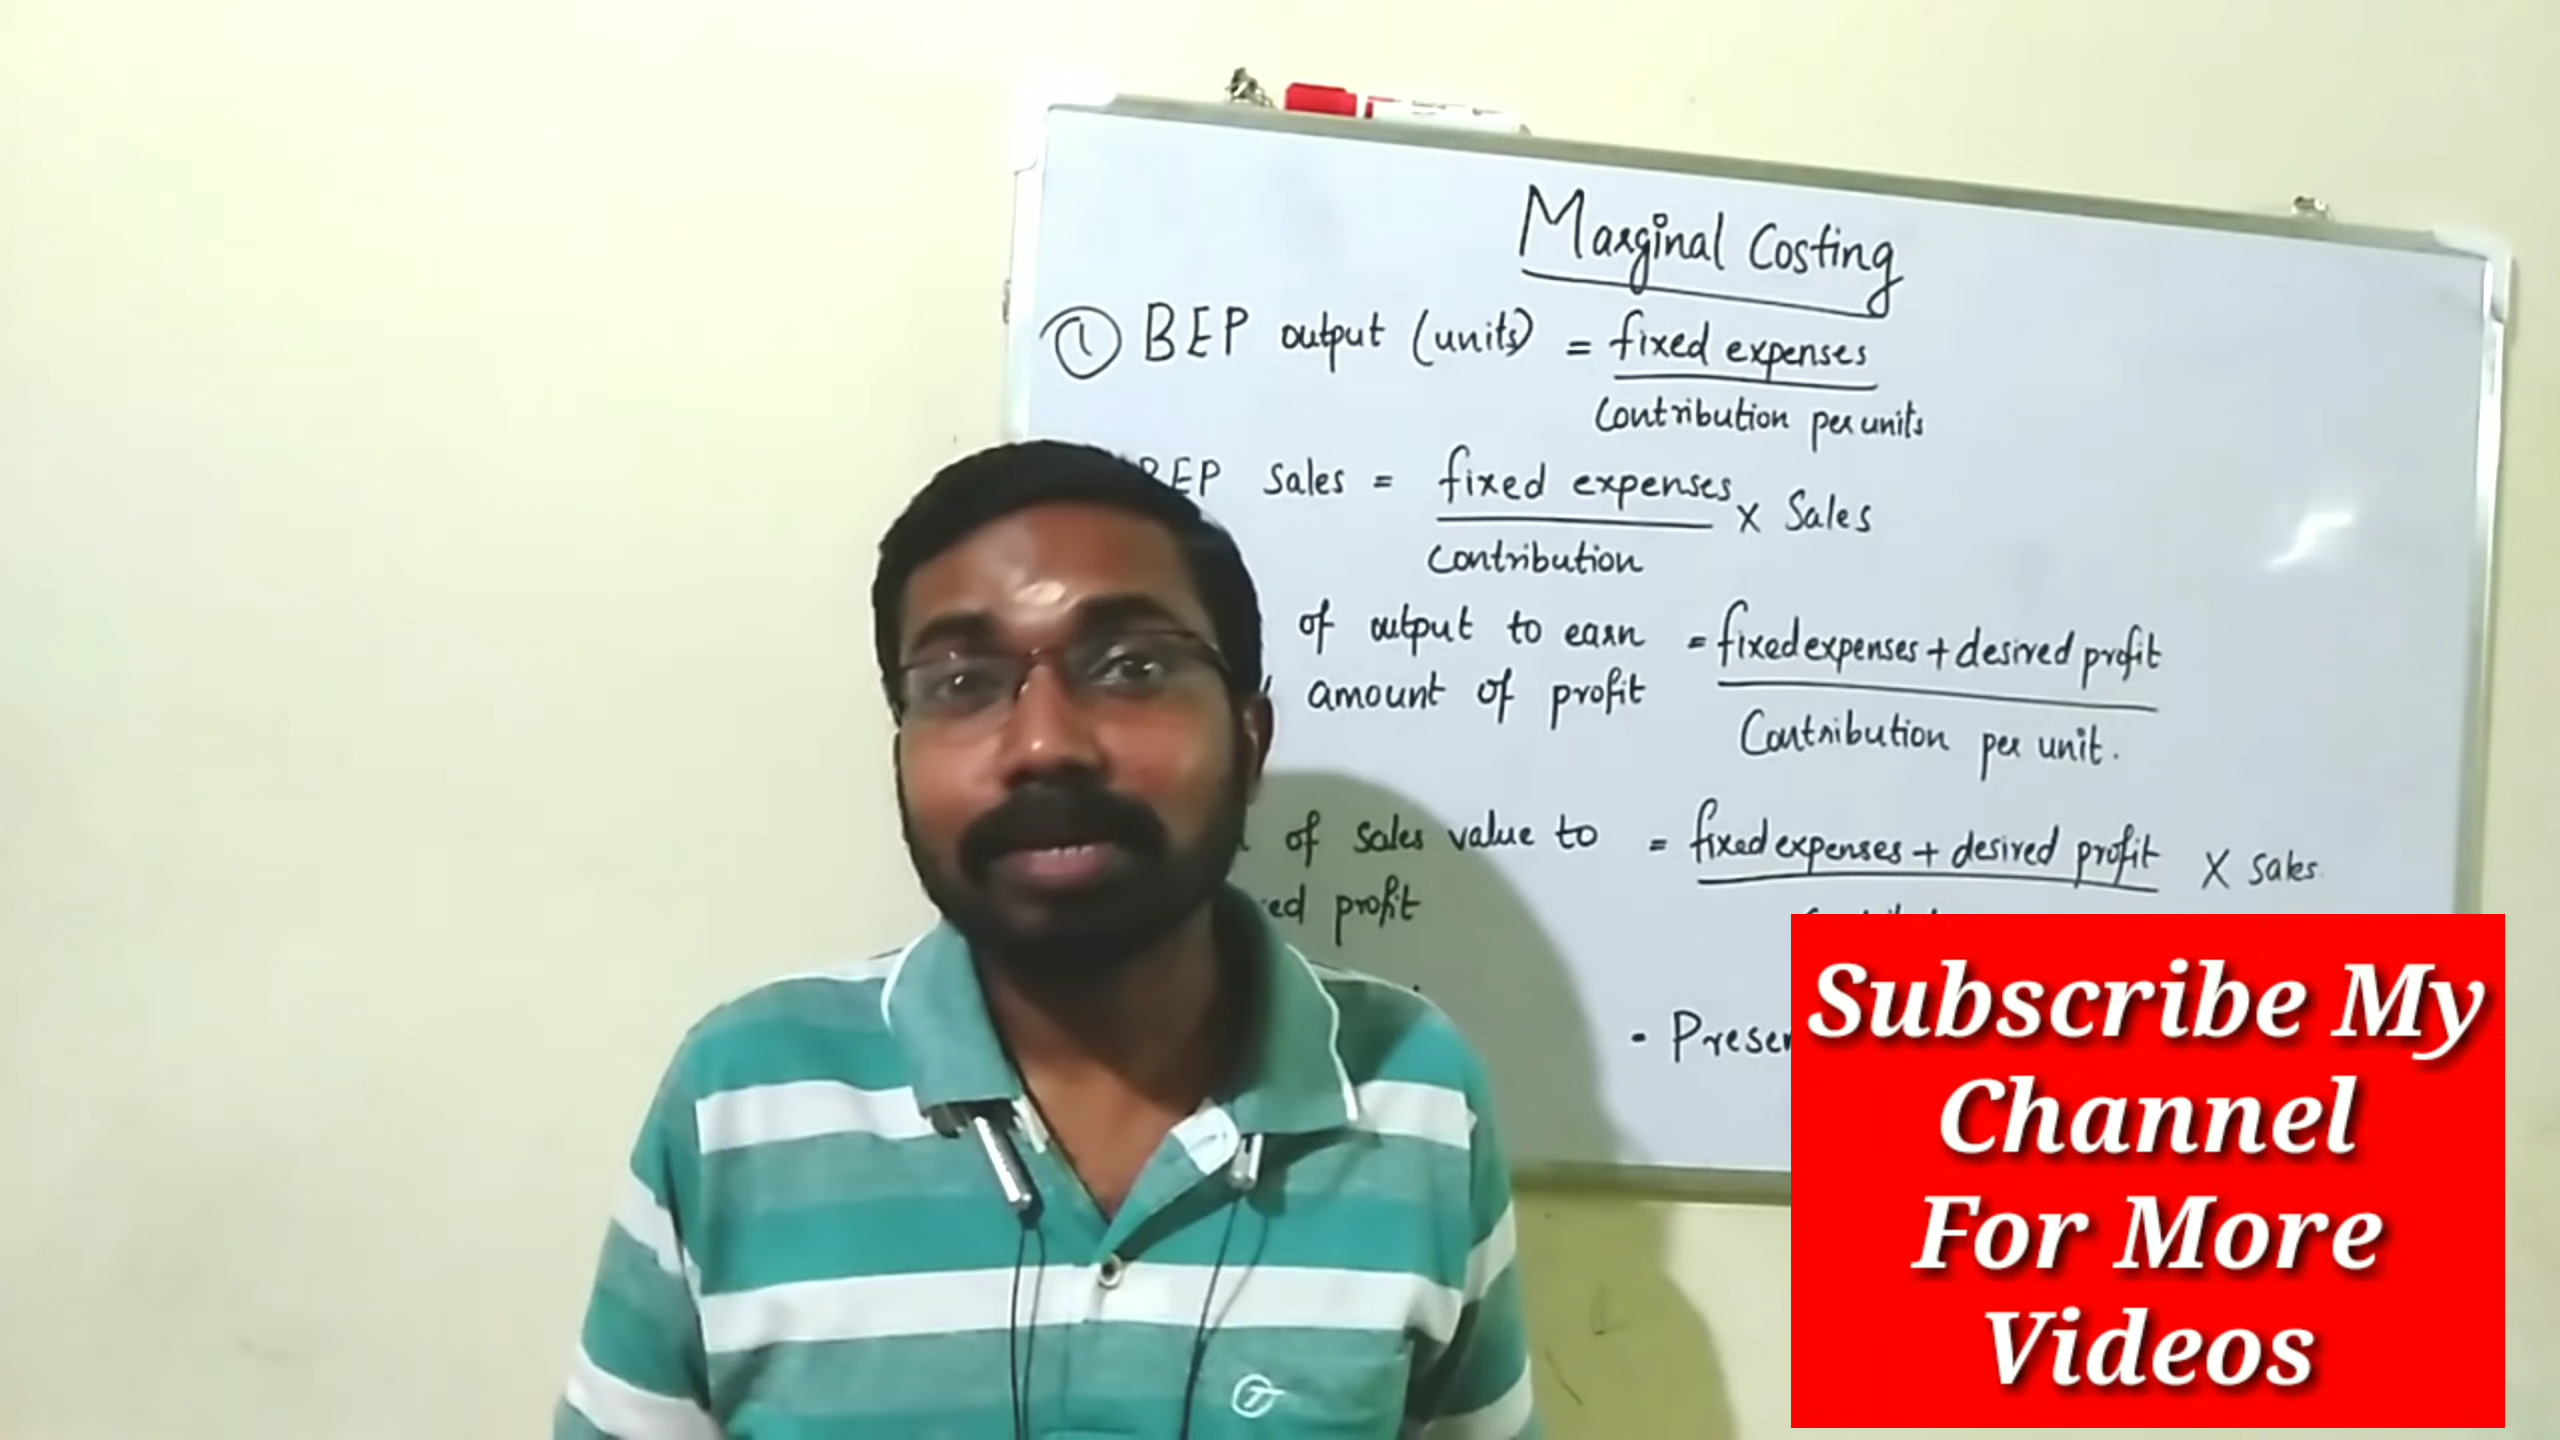 Marginal Costing
① BEP output (units) = fixed expenses
Contribution per units
BEP Sales = fixed expenses × Sales
Contribution
of output to earn = fixed expenses + desired profit
amount of profit
Contribution per unit.
of sales value to = fixed expenses + desired profit × Sales
profit
Subscribe My
Channel
For More
Videos